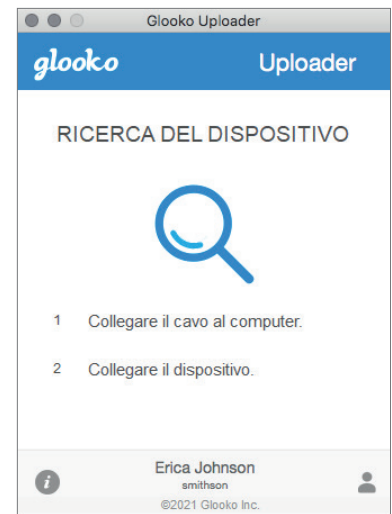 Glooko Uploader
glooko Uploader
RICERCA DEL DISPOSITIVO
1 Collegare il cavo al computer.
2 Collegare il dispositivo.
i
Erica Johnson
smithson
©2021 Glooko Inc.